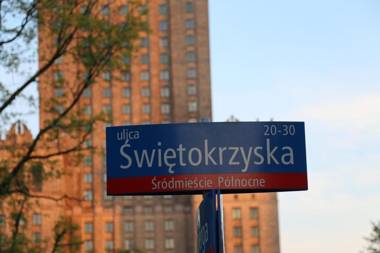 ulica 20-30
Świętokrzyska
Śródmieście Północne